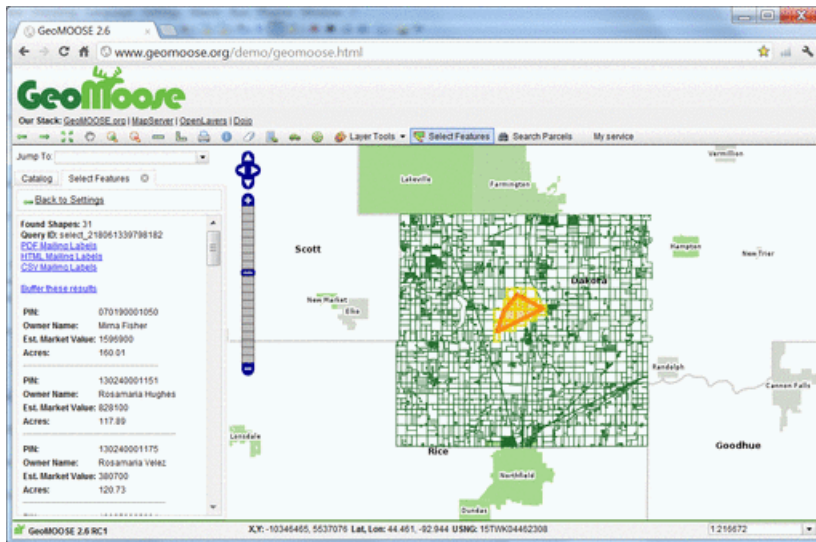 GeoMOOSE 2.6
www.geomoose.org/demo/geomoose.html
GeoMoose
Our Stack: GeoMOOSE.org | MapServer | OpenLayers | Dojo
Layer Tools Select Features Search Parcels My service
Jump To:
Catalog Select Features
Back to Settings
Found Shapes: 31
Query ID: select_218061339798182
PDF Mailing Labels
HTML Mailing Labels
CSV Mailing Labels
Buffer these results
PIN: 070190001050
Owner Name: Mirna Fisher
Est. Market Value: 1596900
Acres: 160.01
PIN: 130240001151
Owner Name: Rosamaria Hughes
Est. Market Value: 828100
Acres: 117.89
PIN: 130240001175
Owner Name: Rosamaria Velez
Est. Market Value: 380700
Acres: 120.73
Vermillion
Lakeville
Farmington
Hampton
New Trier
Scott
Dakota
New Market
Elko
Randolph
Cannon Falls
Lonsdale
Rice
Goodhue
Northfield
Dundas
GeoMOOSE 2.6 RC1 X,Y: -10346465, 5537076 Lat, Lon: 44.461, -92.944 USNG: 15TWK04462308 1:216672